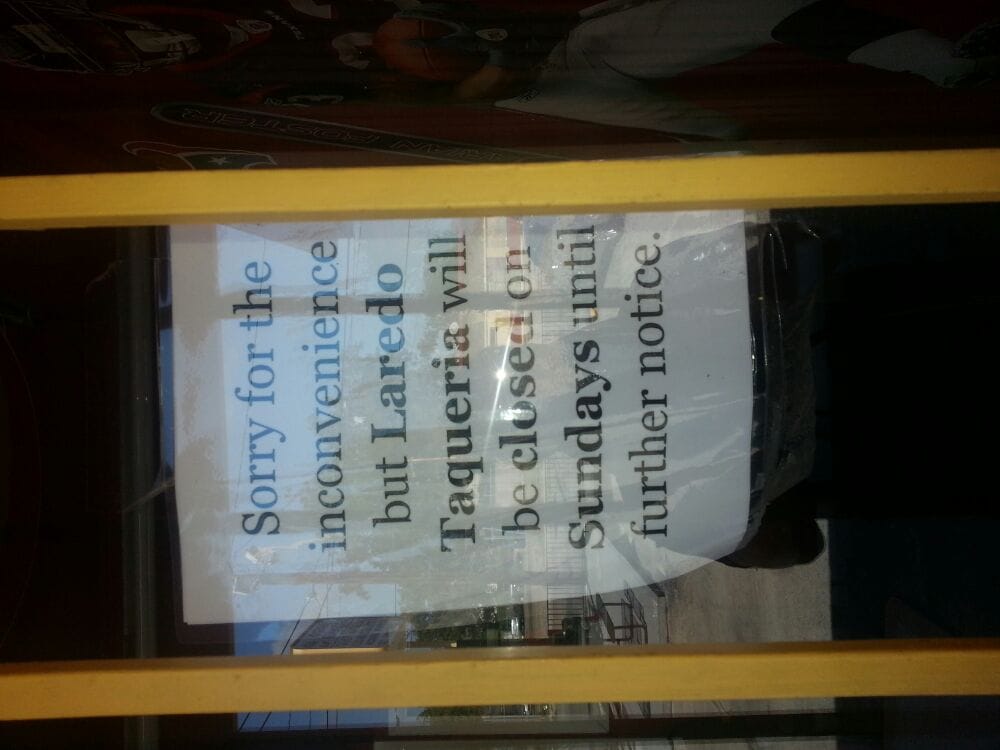 Sorry for the
inconvenience
but Laredo
Taqueria will
be closed on
Sundays until
further notice.